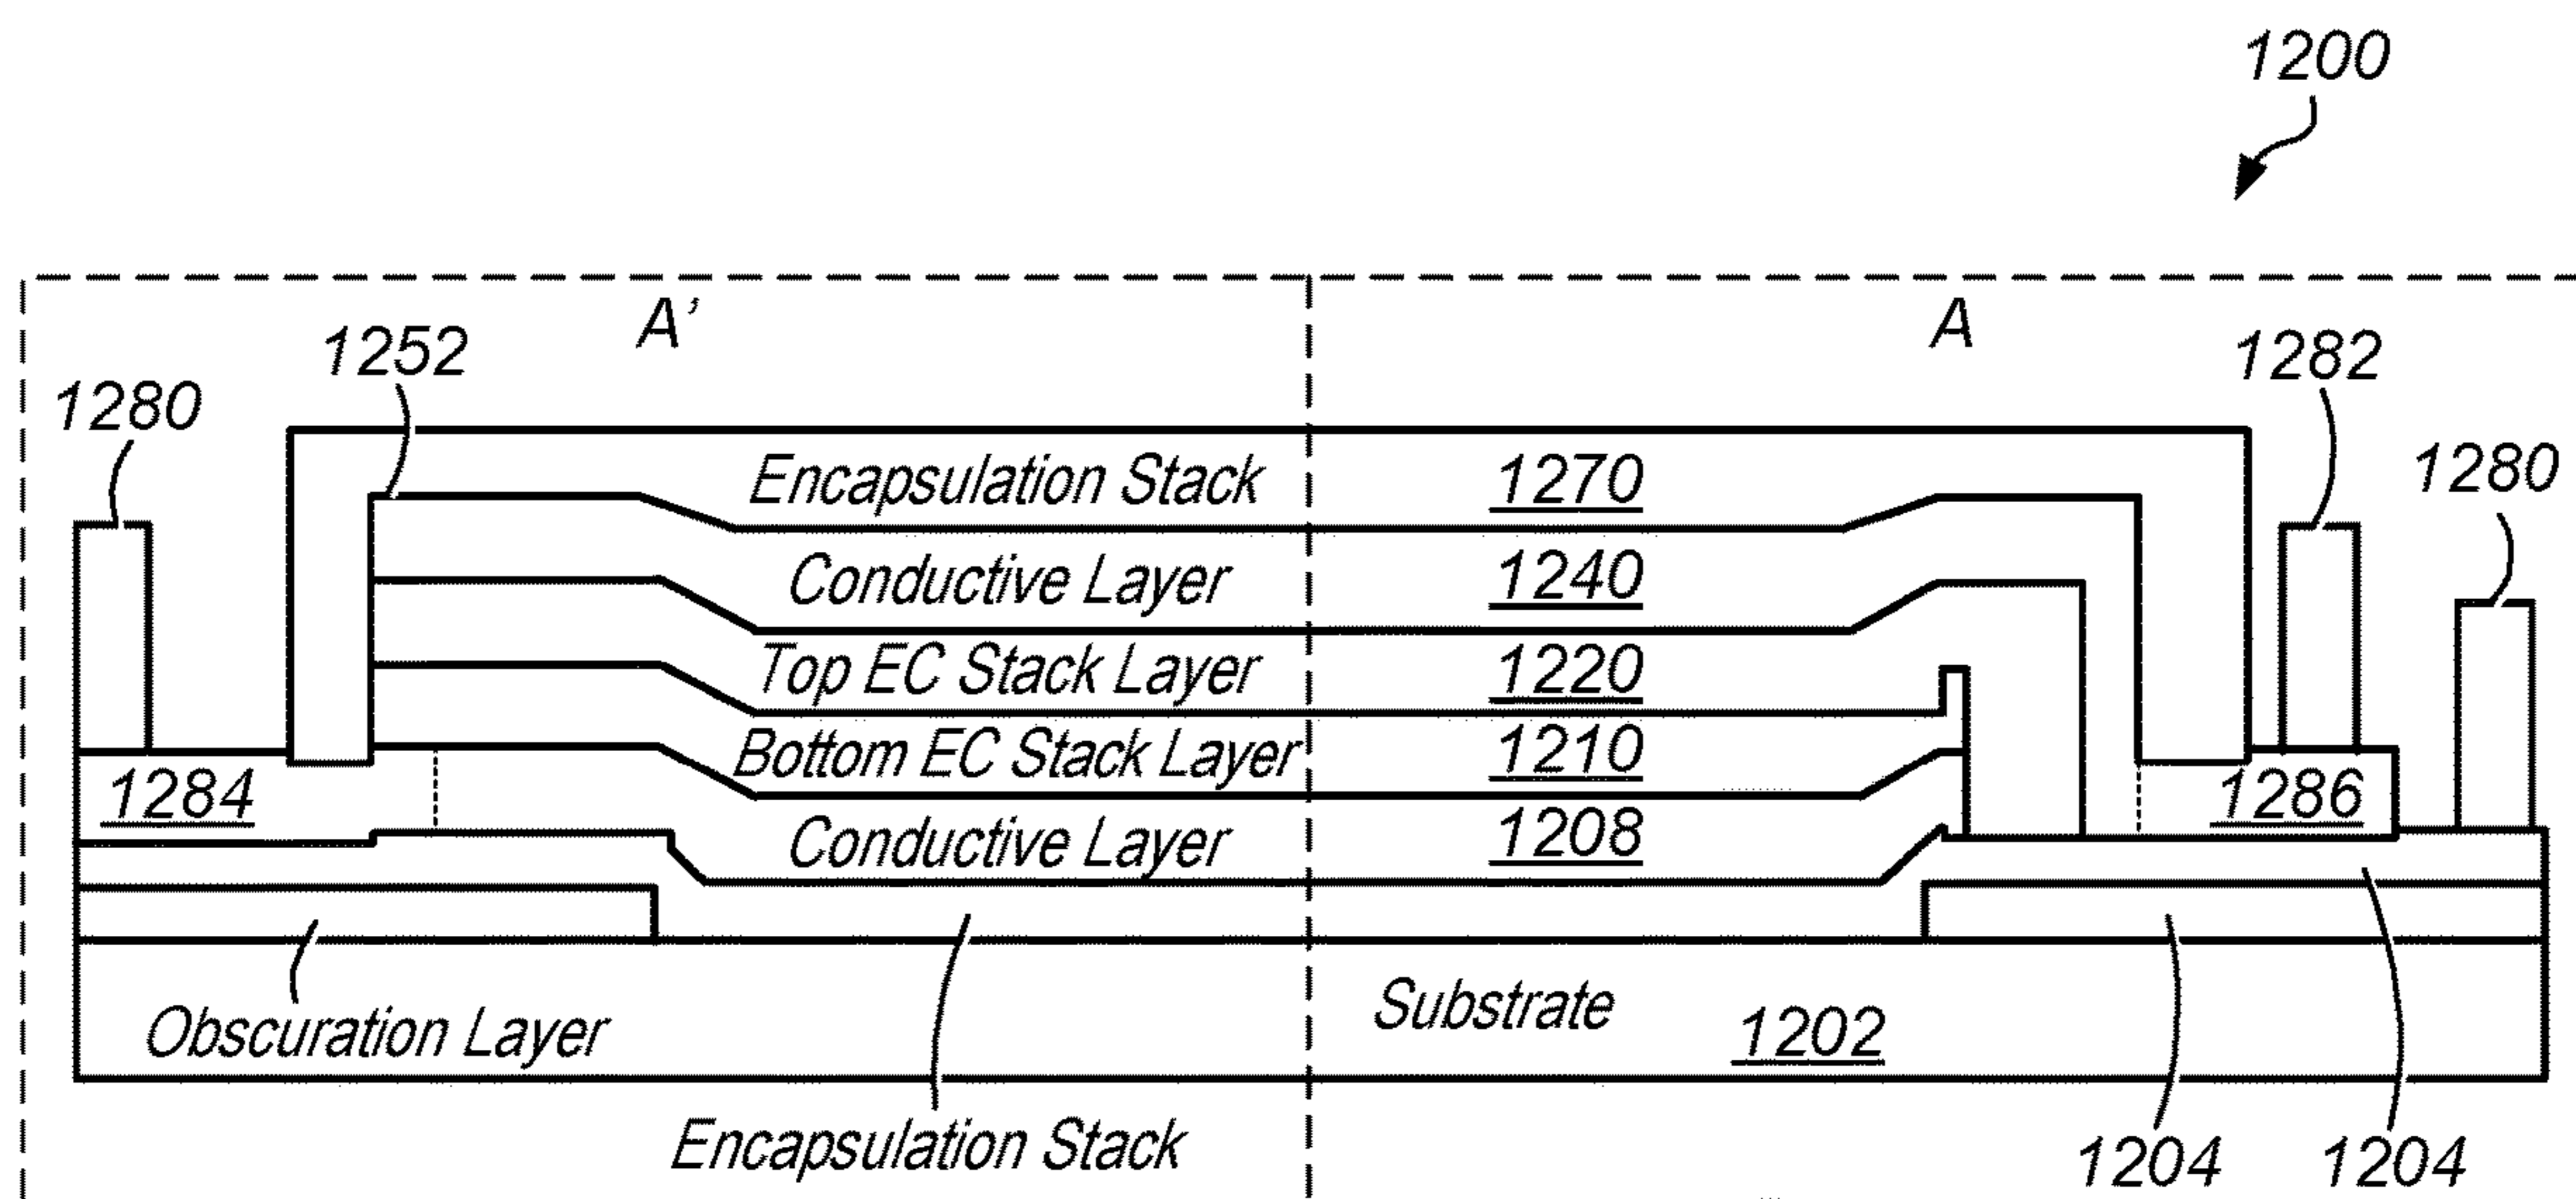 1200
A’
A
1252
1282
1280
1280
Encapsulation Stack 1270
Conductive Layer 1240
Top EC Stack Layer 1220
Bottom EC Stack Layer 1210
1284
1286
Conductive Layer 1208
Substrate
Obscuration Layer
1202
Encapsulation Stack
1204
1204